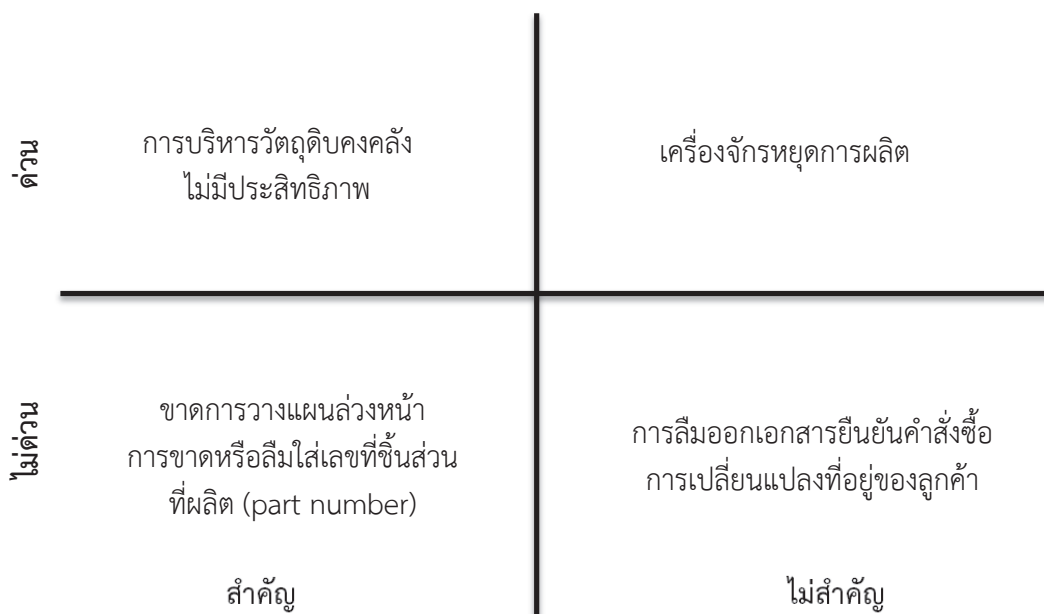 ด่วน
การบริหารวัตถุดิบคงคลัง
ไม่มีประสิทธิภาพ
เครื่องจักรหยุดการผลิต
ไม่ด่วน
ขาดการวางแผนล่วงหน้า
การขาดหรือลืมใส่เลขที่ชิ้นส่วน
ที่ผลิต (part number)
การลืมออกเอกสารยืนยันคำสั่งซื้อ
การเปลี่ยนแปลงที่อยู่ของลูกค้า
สำคัญ
ไม่สำคัญ